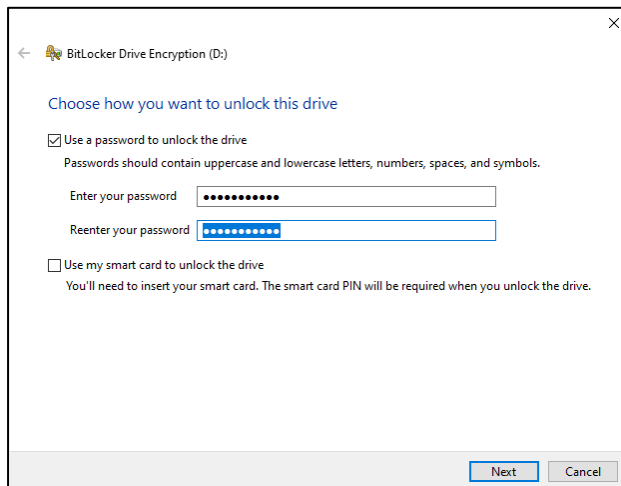 BitLocker Drive Encryption (D:)
Choose how you want to unlock this drive
Use a password to unlock the drive
Passwords should contain uppercase and lowercase letters, numbers, spaces, and symbols.
Enter your password ●●●●●●●●●●●
Reenter your password ●●●●●●●●●●●
Use my smart card to unlock the drive
You'll need to insert your smart card. The smart card PIN will be required when you unlock the drive.
Next Cancel